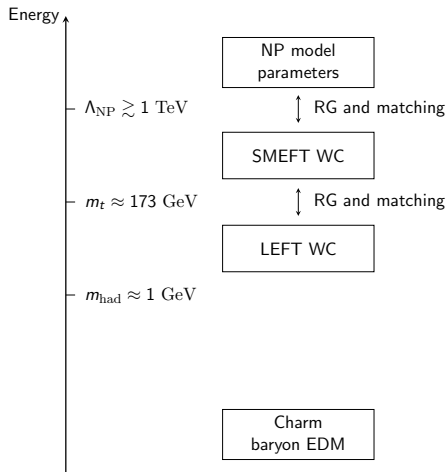 Energy
NP model
parameters
Λ_NP ≳ 1 TeV
RG and matching
SMEFT WC
m_t ≈ 173 GeV
RG and matching
LEFT WC
m_had ≈ 1 GeV
Charm
baryon EDM